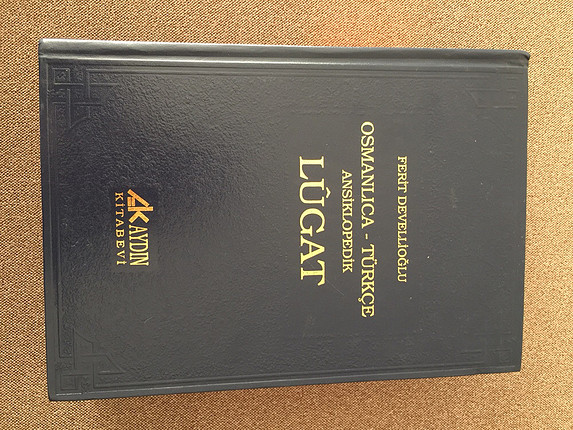 FERİT DEVELLİOĞLU
OSMANLICA - TÜRKÇE
ANSİKLOPEDİK
LÛGAT
AK AYDIN
KİTABEVİ